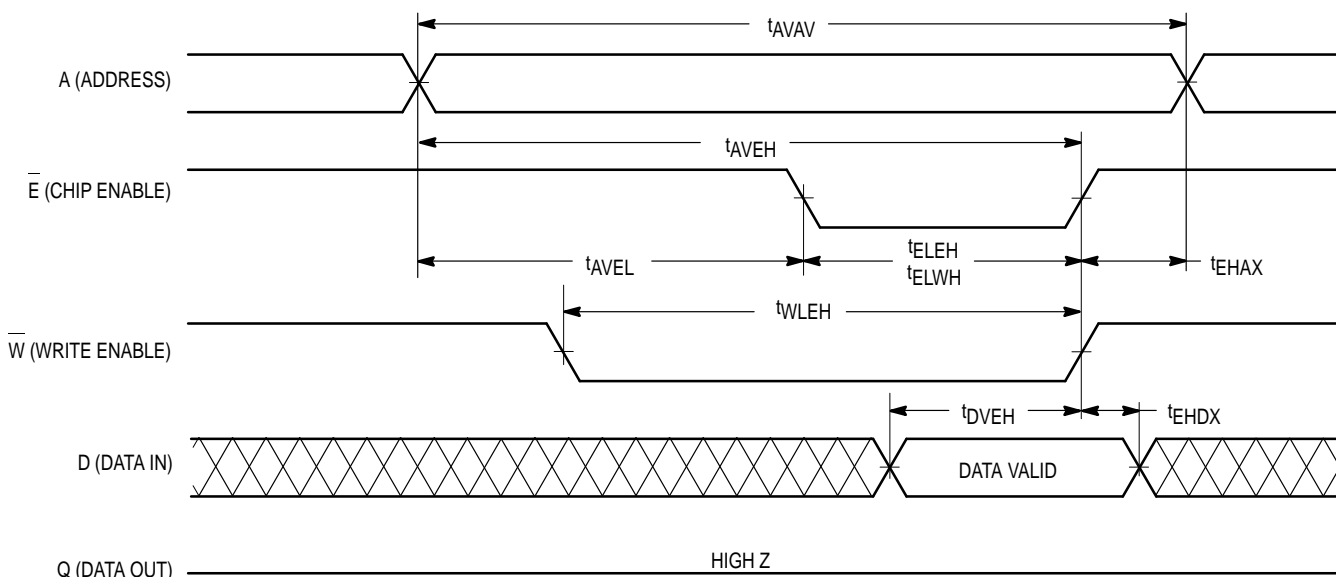 tAVAV
A (ADDRESS)
tAVEH
E (CHIP ENABLE)
tAVEL
tELEH
tELWH
tEHAX
tWLEH
W (WRITE ENABLE)
tDVEH
tEHDX
D (DATA IN)
DATA VALID
HIGH Z
Q (DATA OUT)